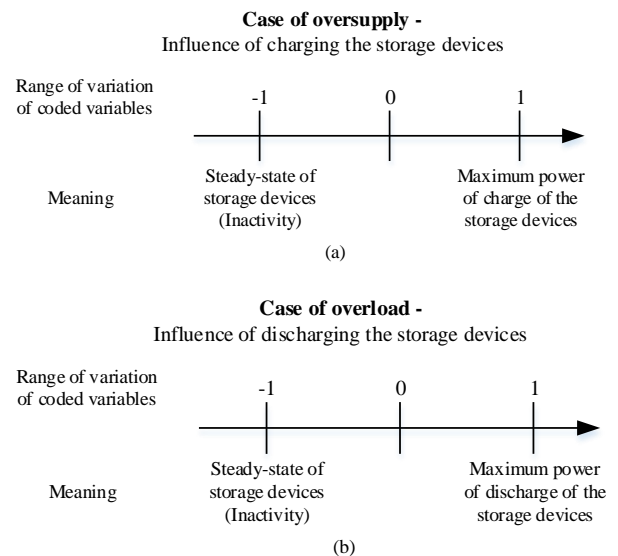 Case of oversupply -
Influence of charging the storage devices
Range of variation
of coded variables
-1
0
1
Meaning
Steady-state of
storage devices
(Inactivity)
Maximum power
of charge of the
storage devices
(a)
Case of overload -
Influence of discharging the storage devices
Range of variation
of coded variables
-1
0
1
Meaning
Steady-state of
storage devices
(Inactivity)
Maximum power
of discharge of the
storage devices
(b)